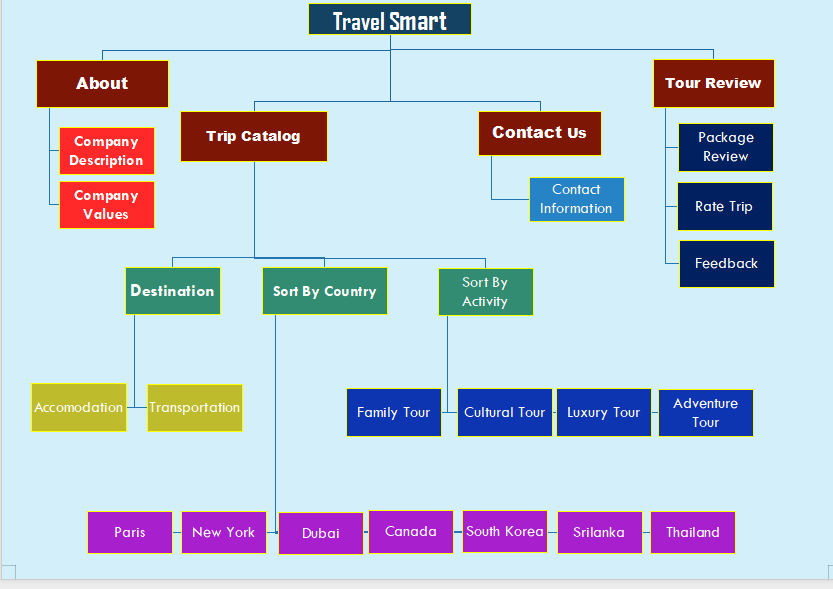 Travel Smart
About
Tour Review
Trip Catalog
Contact Us
Company
Description
Company
Values
Contact
Information
Package
Review
Rate Trip
Feedback
Destination
Sort By Country
Sort By
Activity
Accomodation
Transportation
Family Tour
Cultural Tour
Luxury Tour
Adventure
Tour
Paris
New York
Dubai
Canada
South Korea
Srilanka
Thailand